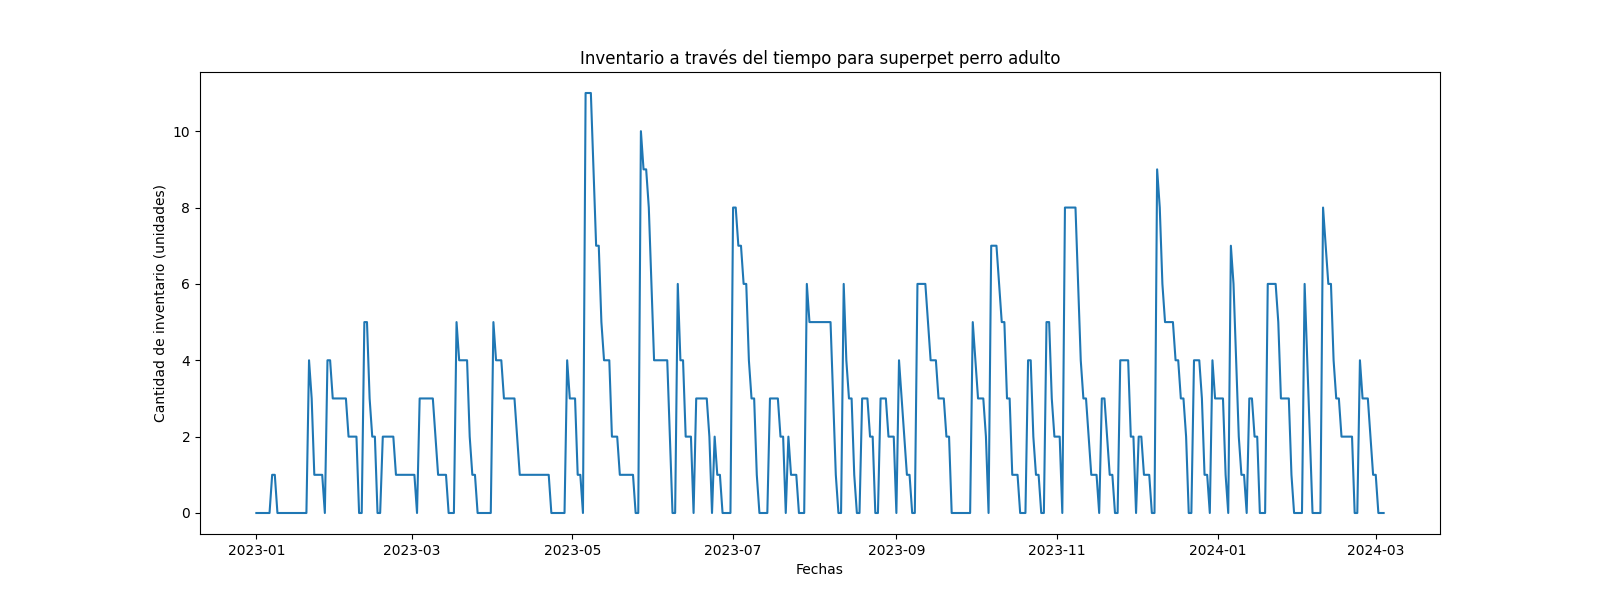 Inventario a través del tiempo para superpet perro adulto
Cantidad de inventario (unidades)
10
8
6
4
2
0
2023-01 2023-03 2023-05 2023-07 2023-09 2023-11 2024-01 2024-03
Fechas